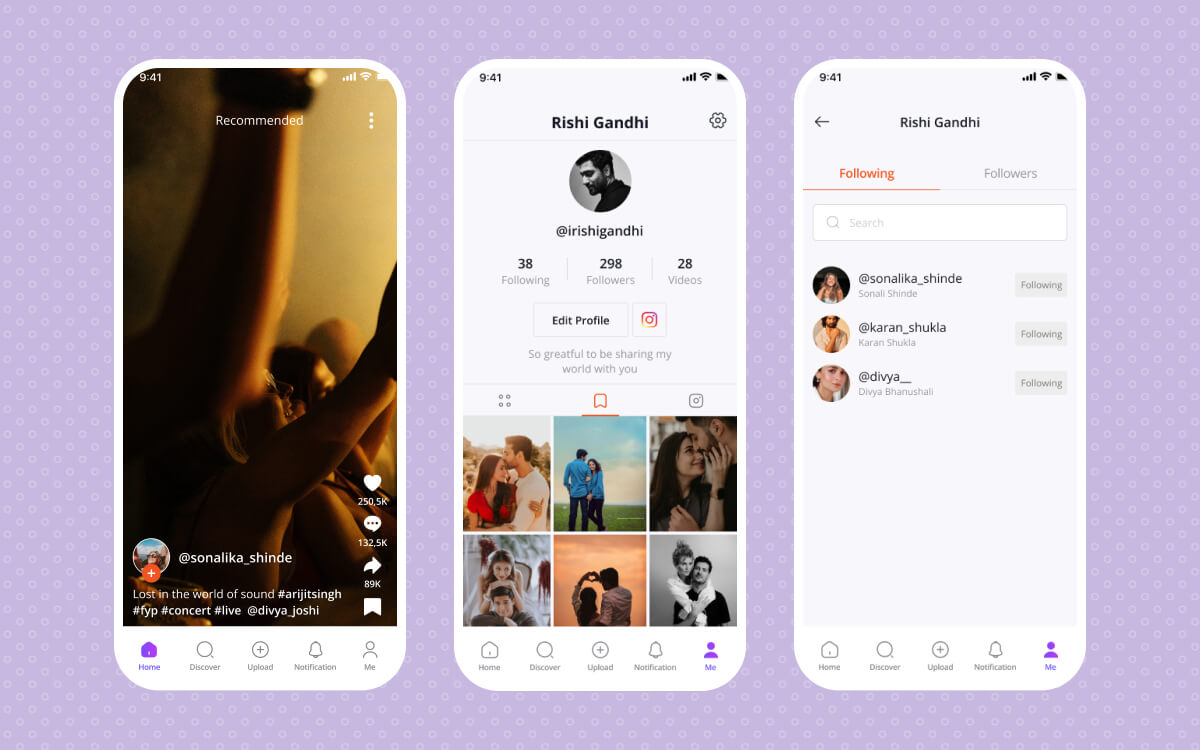 9:41
Recommended
250,5K
132,5K
89K
@sonalika_shinde
Lost in the world of sound #arijitsingh
#fyp #concert #live @divya_joshi
Home
Discover
Upload
Notification
Me
9:41
Rishi Gandhi
@irishigandhi
38
Following
298
Followers
28
Videos
Edit Profile
So greatful to be sharing my
world with you
Home
Discover
Upload
Notification
Me
9:41
Rishi Gandhi
Following
Followers
Search
@sonalika_shinde
Sonali Shinde
Following
@karan_shukla
Karan Shukla
Following
@divya__
Divya Bhanushali
Following
Home
Discover
Upload
Notification
Me